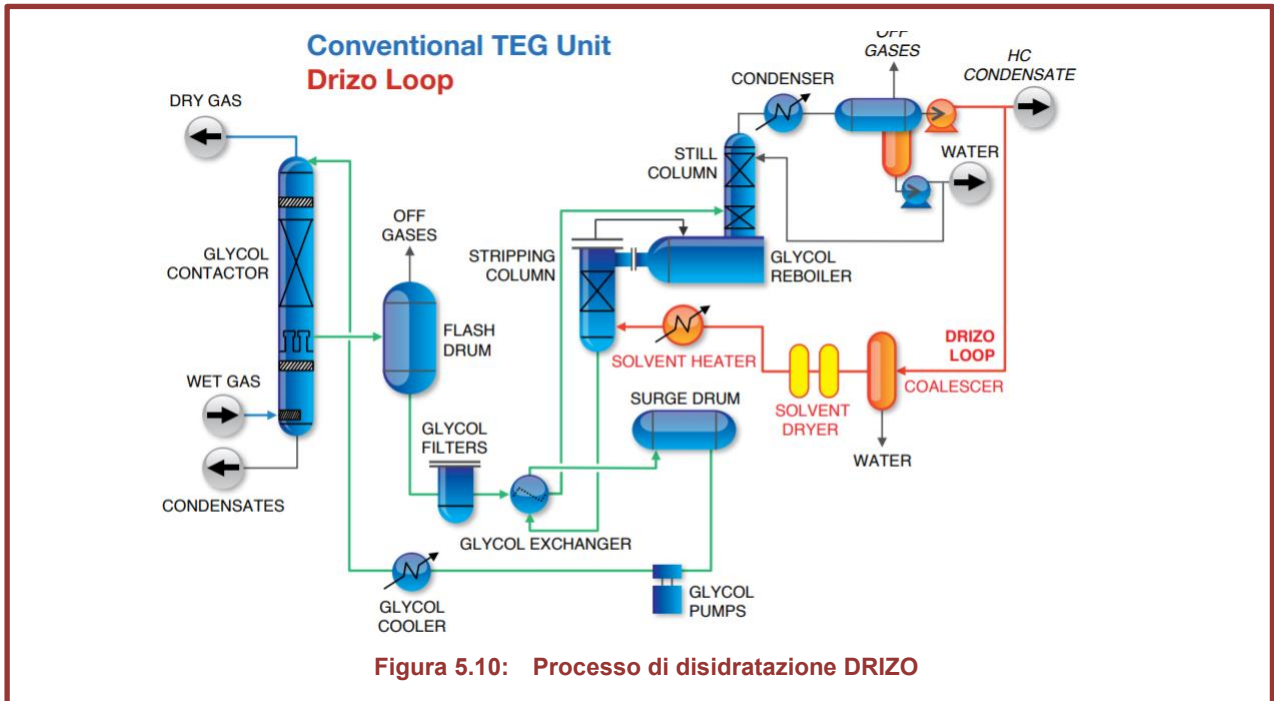 Conventional TEG Unit
Drizo Loop
OFF
GASES
HC
CONDENSATE
CONDENSER
DRY GAS
WATER
STILL
COLUMN
OFF
GASES
GLYCOL
CONTACTOR
STRIPPING
COLUMN
GLYCOL
REBOILER
FLASH
DRUM
SOLVENT HEATER
DRIZO
LOOP
COALESCER
WET GAS
SURGE DRUM
SOLVENT
DRYER
GLYCOL
FILTERS
WATER
CONDENSATES
GLYCOL EXCHANGER
GLYCOL
COOLER
GLYCOL
PUMPS
Figura 5.10: Processo di disidratazione DRIZO